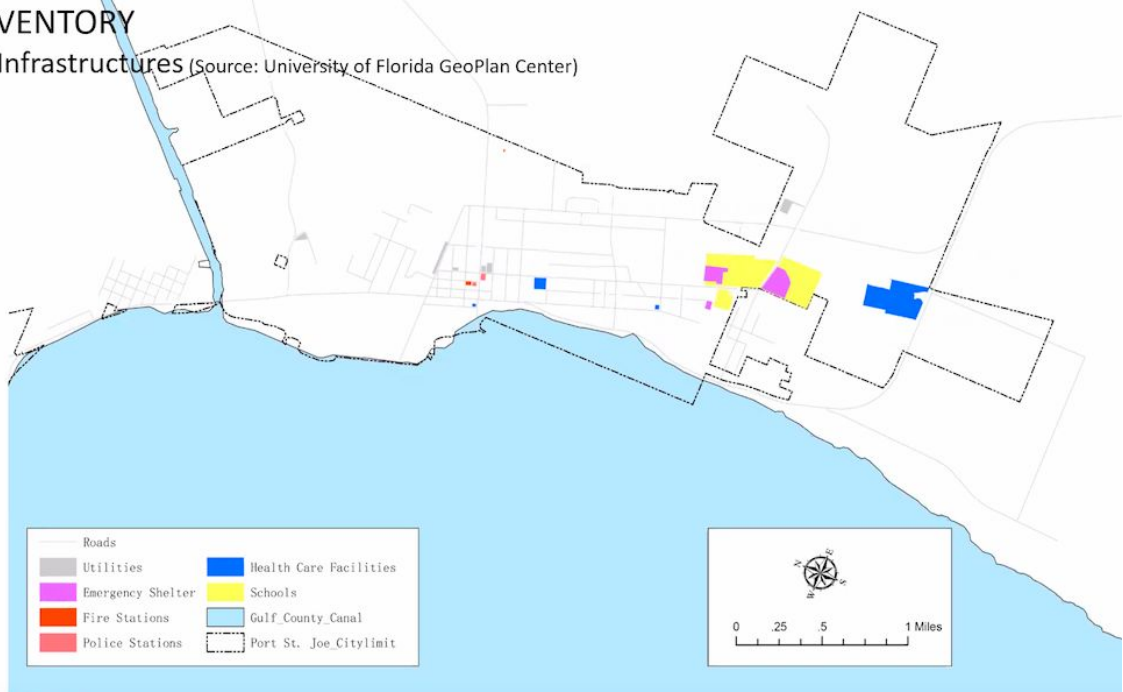 VENTORY
Infrastructures (Source: University of Florida GeoPlan Center)
Roads
Utilities
Emergency Shelter
Fire Stations
Police Stations
Health Care Facilities
Schools
Gulf_County_Canal
Port St. Joe_Citylimit
N
E
W
S
0 .25 .5 1 Miles